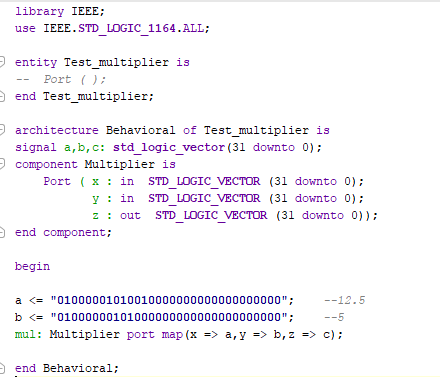 library IEEE;
use IEEE.STD_LOGIC_1164.ALL;
entity Test_multiplier is
-- Port ( );
end Test_multiplier;
architecture Behavioral of Test_multiplier is
signal a,b,c: std_logic_vector(31 downto 0);
component Multiplier is
Port ( x : in STD_LOGIC_VECTOR (31 downto 0);
y : in STD_LOGIC_VECTOR (31 downto 0);
z : out STD_LOGIC_VECTOR (31 downto 0));
end component;
begin
a <= "01000001010010000000000000000000"; --12.5
b <= "01000000101000000000000000000000"; --5
mul: Multiplier port map(x => a,y => b,z => c);
end Behavioral;